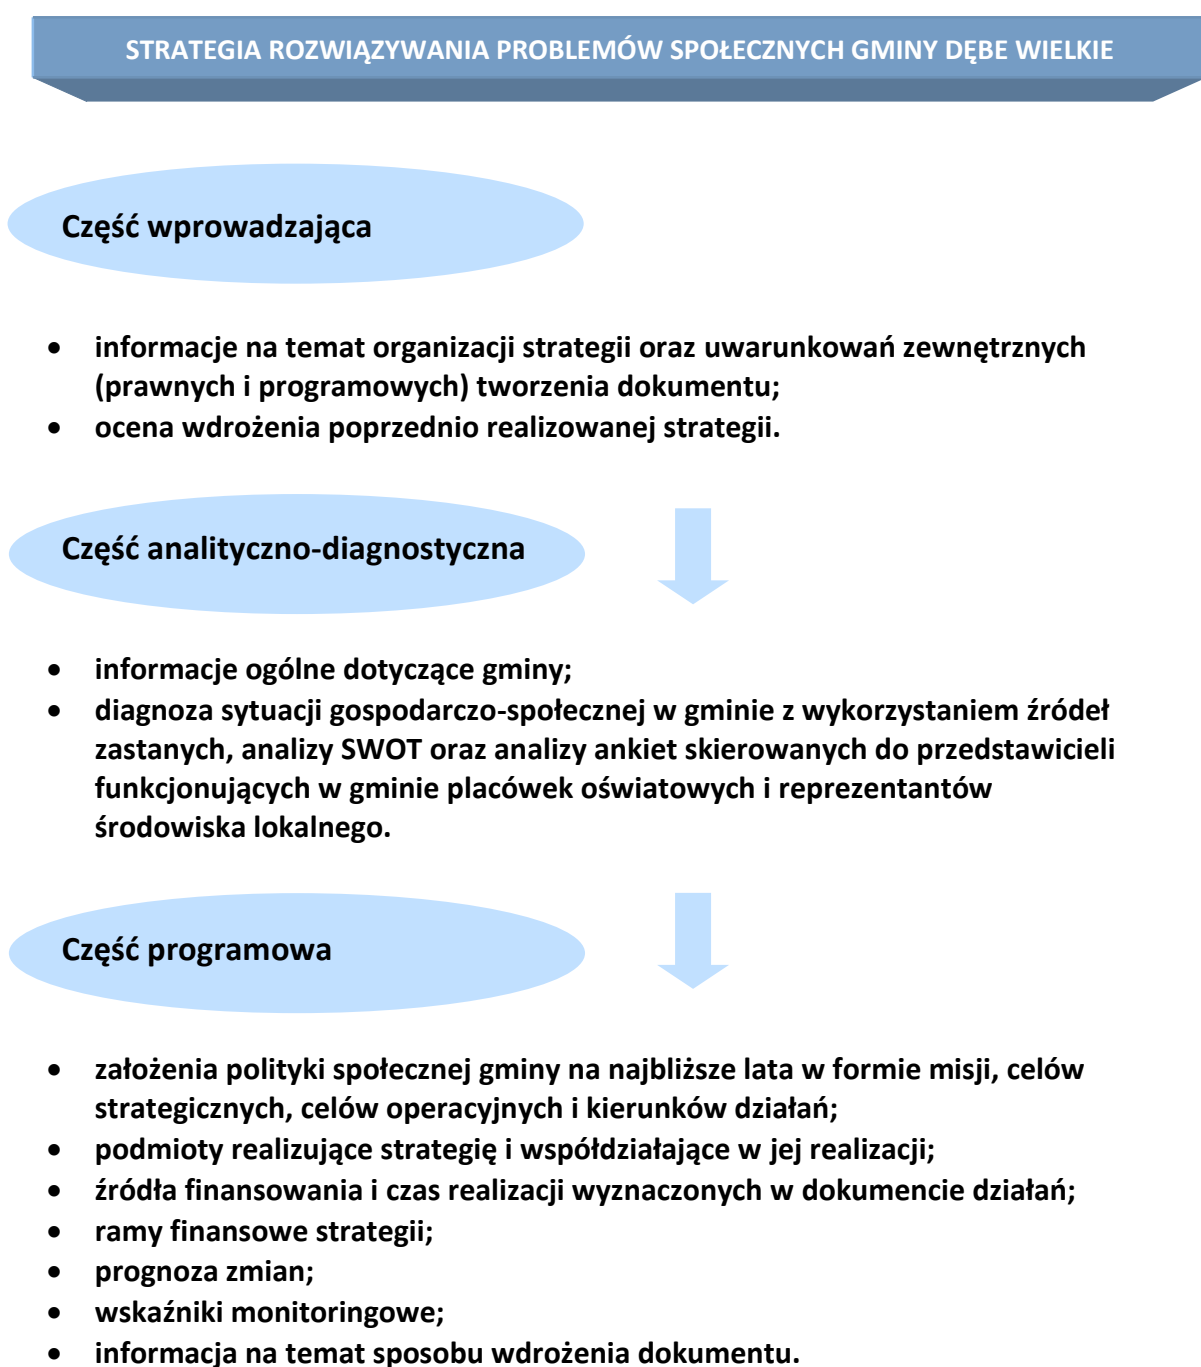 STRATEGIA ROZWIĄZYWANIA PROBLEMÓW SPOŁECZNYCH GMINY DĘBE WIELKIE
Część wprowadzająca
• informacje na temat organizacji strategii oraz uwarunkowań zewnętrznych
(prawnych i programowych) tworzenia dokumentu;
• ocena wdrożenia poprzednio realizowanej strategii.
Część analityczno-diagnostyczna
• informacje ogólne dotyczące gminy;
• diagnoza sytuacji gospodarczo-społecznej w gminie z wykorzystaniem źródeł
zastanych, analizy SWOT oraz analizy ankiet skierowanych do przedstawicieli
funkcjonujących w gminie placówek oświatowych i reprezentantów
środowiska lokalnego.
Część programowa
• założenia polityki społecznej gminy na najbliższe lata w formie misji, celów
strategicznych, celów operacyjnych i kierunków działań;
• podmioty realizujące strategię i współdziałające w jej realizacji;
• źródła finansowania i czas realizacji wyznaczonych w dokumencie działań;
• ramy finansowe strategii;
• prognoza zmian;
• wskaźniki monitoringowe;
• informacja na temat sposobu wdrożenia dokumentu.